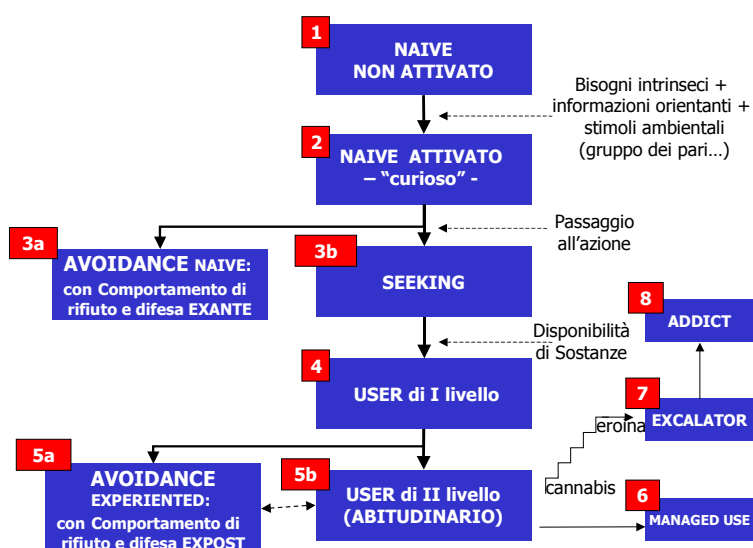 1
NAIVE
NON ATTIVATO
Bisogni intrinseci +
informazioni orientanti +
stimoli ambientali
(gruppo dei pari...)
2
NAIVE ATTIVATO
– "curioso" -
3a
AVOIDANCE NAIVE:
con Comportamento di
rifiuto e difesa EXANTE
Passaggio
all'azione
3b
SEEKING
8
ADDICT
Disponibilità
di Sostanze
4
USER di I livello
7
EXCALATOR
eroina
cannabis
5a
AVOIDANCE
EXPERIENTED:
con Comportamento di
rifiuto e difesa EXPOST
5b
USER di II livello
(ABITUDINARIO)
6
MANAGED USE